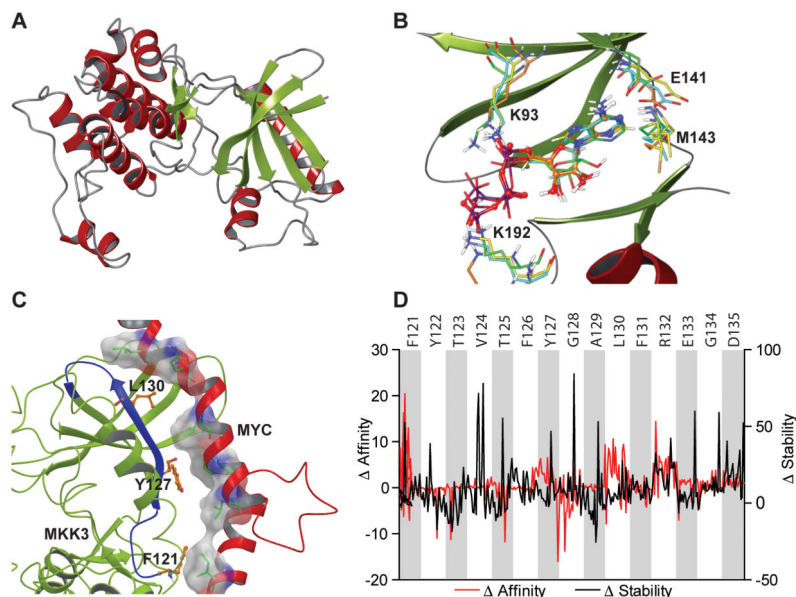 A
B
E141
K93
M143
K192
C
L130
MYC
Y127
MKK3
F121
D
F121 Y122 T123 V124 T125 F126 Y127 G128 A129 L130 F131 R132 E133 G134 D135
30 100
20
50
10
0 0
-10
-20 -50
Δ Affinity
Δ Stability
Δ Affinity Δ Stability